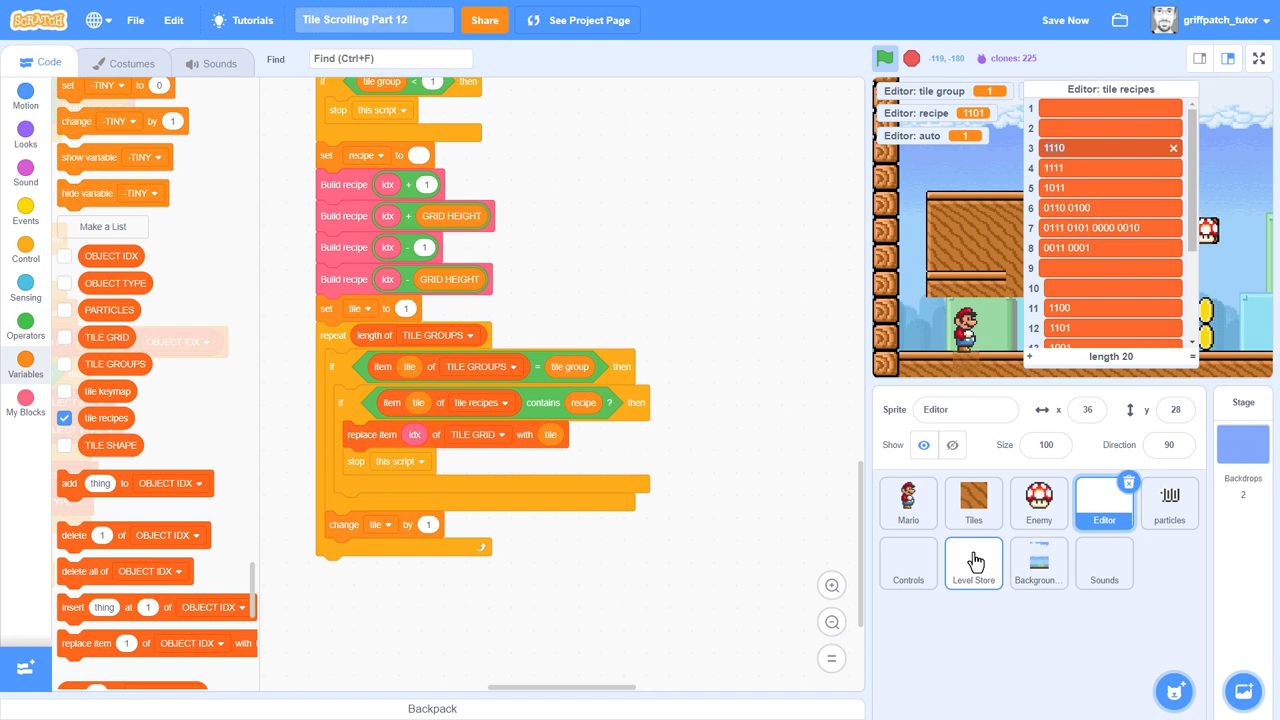 SCRATCH
File
Edit
Tutorials
Tile Scrolling Part 12
Share
See Project Page
Save Now
griffpatch_tutor
Code
Costumes
Sounds
Find
Find (Ctrl+F)
-119, -180
clones: 225
Motion
Looks
Sound
Events
Control
Sensing
Operators
Variables
My Blocks
set -TINY to 0
change -TINY by 1
show variable -TINY
hide variable -TINY
Make a List
OBJECT IDX
OBJECT TYPE
PARTICLES
TILE GRID
TILE GROUPS
tile keymap
tile recipes
TILE SHAPE
add thing to OBJECT IDX
delete 1 of OBJECT IDX
delete all of OBJECT IDX
insert thing at 1 of OBJECT IDX
replace item 1 of OBJECT IDX with
OBJECT IDX
if tile group < 1 then
stop this script
set recipe to
Build recipe idx + 1
Build recipe idx + GRID HEIGHT
Build recipe idx - 1
Build recipe idx - GRID HEIGHT
set tile to 1
repeat length of TILE GROUPS
if item tile of TILE GROUPS = tile group then
if item tile of tile recipes contains recipe ? then
replace item idx of TILE GRID with tile
stop this script
change tile by 1
Editor: tile group 1
Editor: recipe 1101
Editor: auto 1
Editor: tile recipes
1
2
3 1110
4 1111
5 1011
6 0110 0100
7 0111 0101 0000 0010
8 0011 0001
9
10
11 1100
12 1101
+ length 20 =
Sprite Editor x 36 y 28
Show Size 100 Direction 90
Mario
Tiles
Enemy
Editor
particles
Controls
Level Store
Backgroun...
Sounds
Stage
Backdrops
2
Backpack